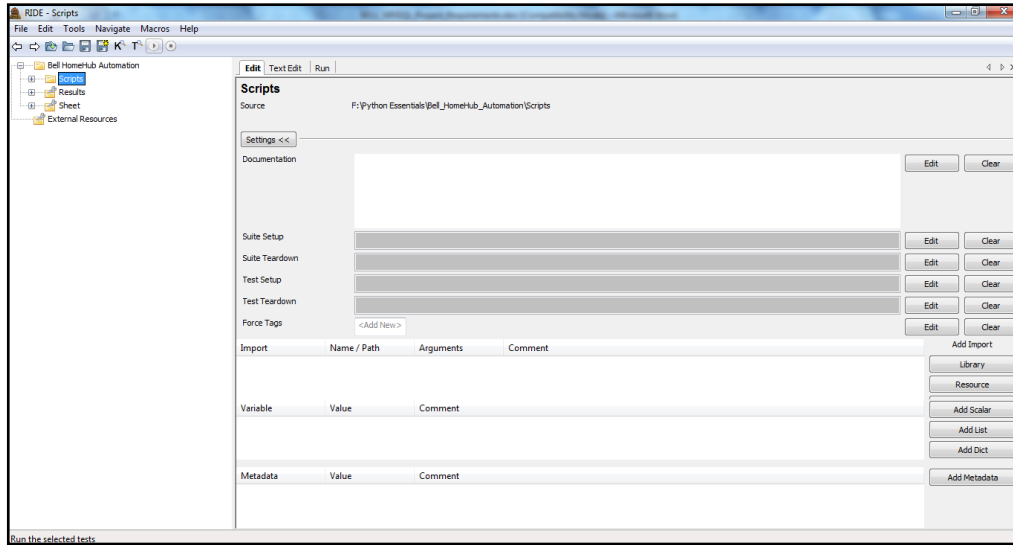 RIDE - Scripts
File Edit Tools Navigate Macros Help
Bell HomeHub Automation
Scripts
Results
Sheet
External Resources
Edit Text Edit Run
Scripts
Source F:\Python Essentials\Bell_HomeHub_Automation\Scripts
Settings <<
Documentation Edit Clear
Suite Setup Edit Clear
Suite Teardown Edit Clear
Test Setup Edit Clear
Test Teardown Edit Clear
Force Tags <Add New> Edit Clear
Import Name / Path Arguments Comment Add Import
Library
Resource
Variable Value Comment Add Scalar
Add List
Add Dict
Metadata Value Comment Add Metadata
Run the selected tests